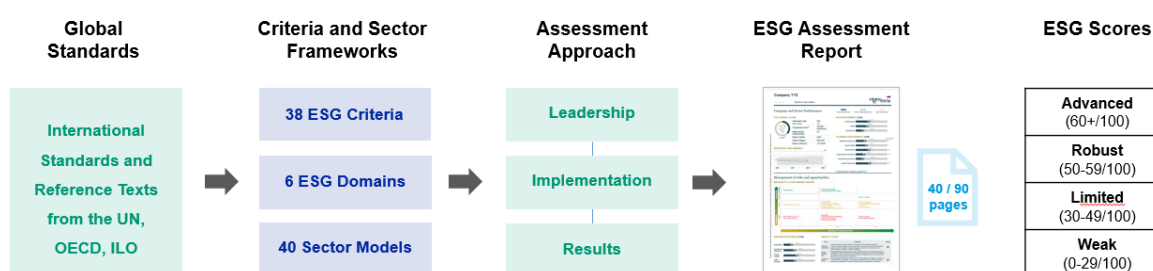 Global
Standards
Criteria and Sector
Frameworks
Assessment
Approach
ESG Assessment
Report
ESG Scores
International
Standards and
Reference Texts
from the UN,
OECD, ILO
38 ESG Criteria
6 ESG Domains
40 Sector Models
Leadership
Implementation
Results
Company XYZ
40 / 90
pages
Advanced
(60+/100)
Robust
(50-59/100)
Limited
(30-49/100)
Weak
(0-29/100)